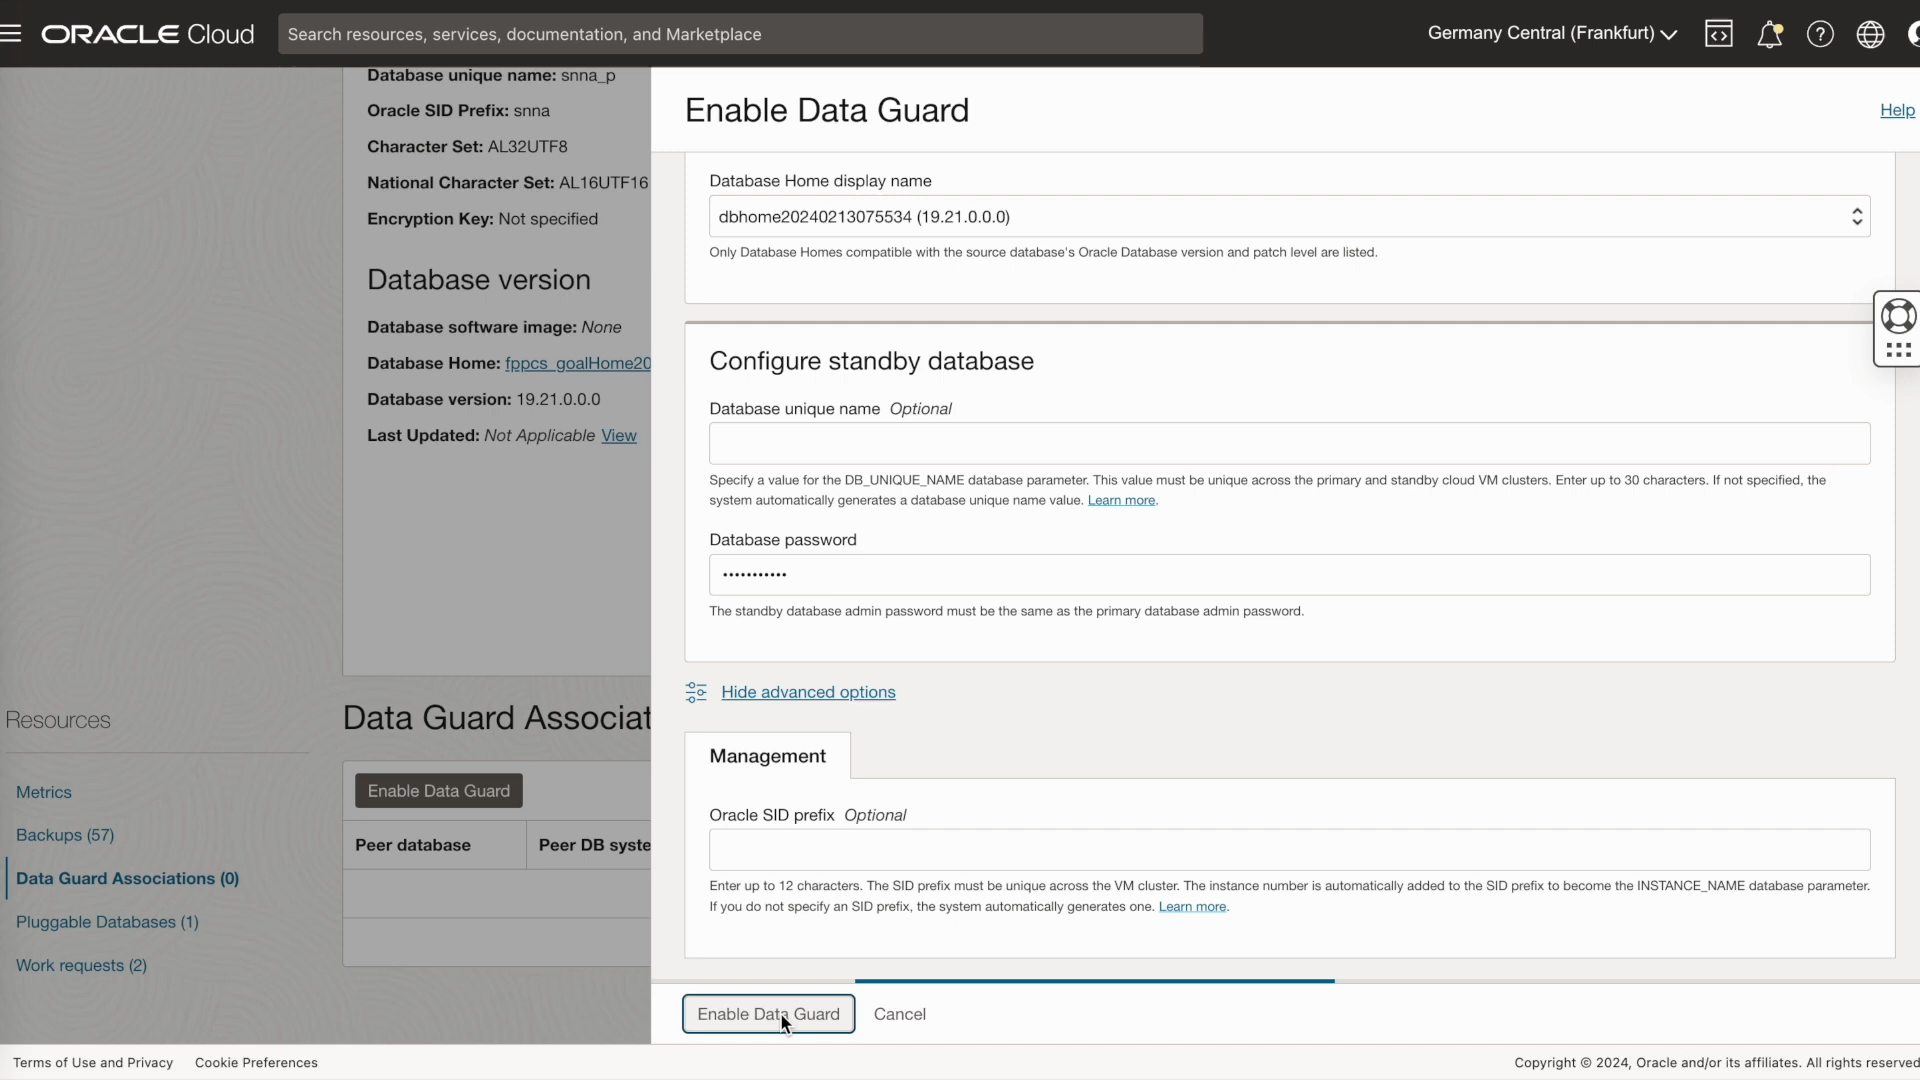 ORACLE Cloud
Search resources, services, documentation, and Marketplace
Germany Central (Frankfurt)
Database unique name: snna_p
Oracle SID Prefix: snna
Character Set: AL32UTF8
National Character Set: AL16UTF16
Encryption Key: Not specified
Database version
Database software image: None
Database Home: fppcs_goalHome20
Database version: 19.21.0.0.0
Last Updated: Not Applicable View
Resources
Metrics
Backups (57)
Data Guard Associations (0)
Pluggable Databases (1)
Work requests (2)
Data Guard Associat
Enable Data Guard
Peer database
Peer DB syste
Enable Data Guard
Help
Database Home display name
dbhome20240213075534 (19.21.0.0.0)
Only Database Homes compatible with the source database's Oracle Database version and patch level are listed.
Configure standby database
Database unique name Optional
Specify a value for the DB_UNIQUE_NAME database parameter. This value must be unique across the primary and standby cloud VM clusters. Enter up to 30 characters. If not specified, the
system automatically generates a database unique name value. Learn more.
Database password
•••••••••••
The standby database admin password must be the same as the primary database admin password.
Hide advanced options
Management
Oracle SID prefix Optional
Enter up to 12 characters. The SID prefix must be unique across the VM cluster. The instance number is automatically added to the SID prefix to become the INSTANCE_NAME database parameter.
If you do not specify an SID prefix, the system automatically generates one. Learn more.
Enable Data Guard
Cancel
Terms of Use and Privacy
Cookie Preferences
Copyright © 2024, Oracle and/or its affiliates. All rights reserved